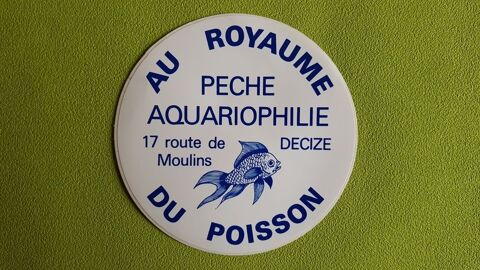 AU ROYAUME
PECHE
AQUARIOPHILIE
17 route de DECIZE
Moulins
DU POISSON